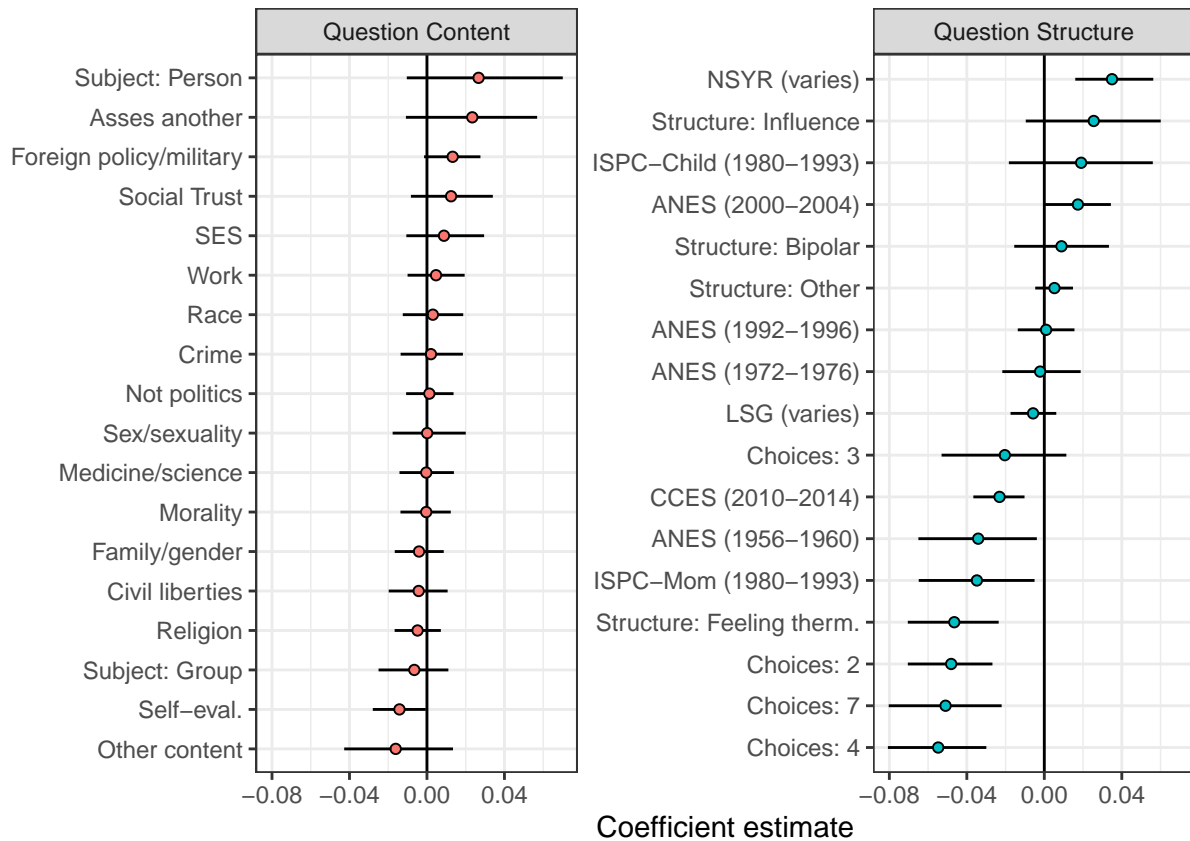 Question Content
Subject: Person
Asses another
Foreign policy/military
Social Trust
SES
Work
Race
Crime
Not politics
Sex/sexuality
Medicine/science
Morality
Family/gender
Civil liberties
Religion
Subject: Group
Self−eval.
Other content
−0.08 −0.04 0.00 0.04
Question Structure
NSYR (varies)
Structure: Influence
ISPC−Child (1980−1993)
ANES (2000−2004)
Structure: Bipolar
Structure: Other
ANES (1992−1996)
ANES (1972−1976)
LSG (varies)
Choices: 3
CCES (2010−2014)
ANES (1956−1960)
ISPC−Mom (1980−1993)
Structure: Feeling therm.
Choices: 2
Choices: 7
Choices: 4
−0.08 −0.04 0.00 0.04
Coefficient estimate